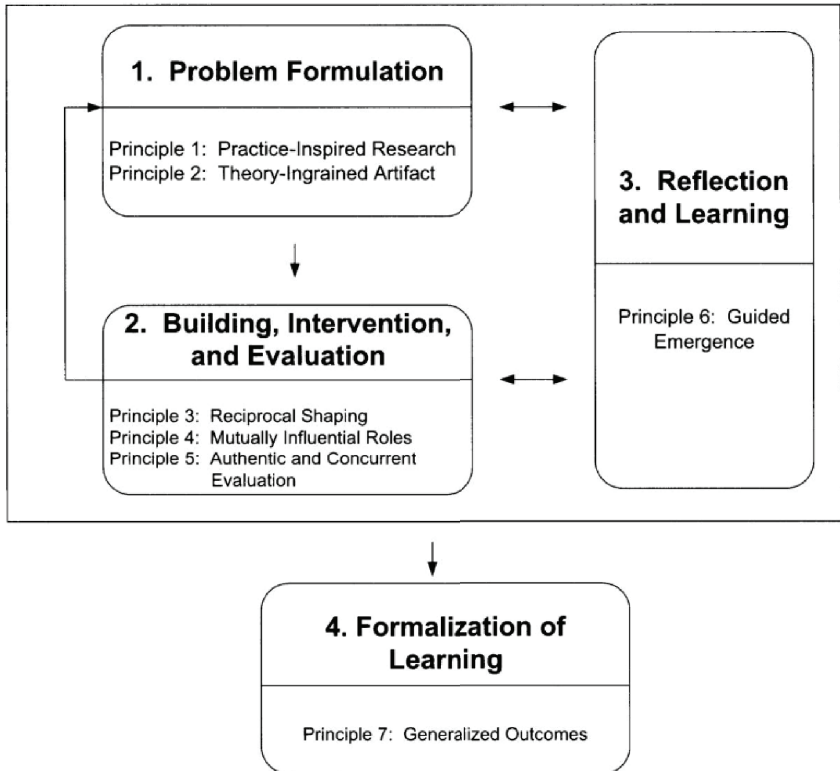 1. Problem Formulation
Principle 1: Practice-Inspired Research
Principle 2: Theory-Ingrained Artifact
2. Building, Intervention,
and Evaluation
Principle 3: Reciprocal Shaping
Principle 4: Mutually Influential Roles
Principle 5: Authentic and Concurrent
Evaluation
3. Reflection
and Learning
Principle 6: Guided
Emergence
4. Formalization of
Learning
Principle 7: Generalized Outcomes